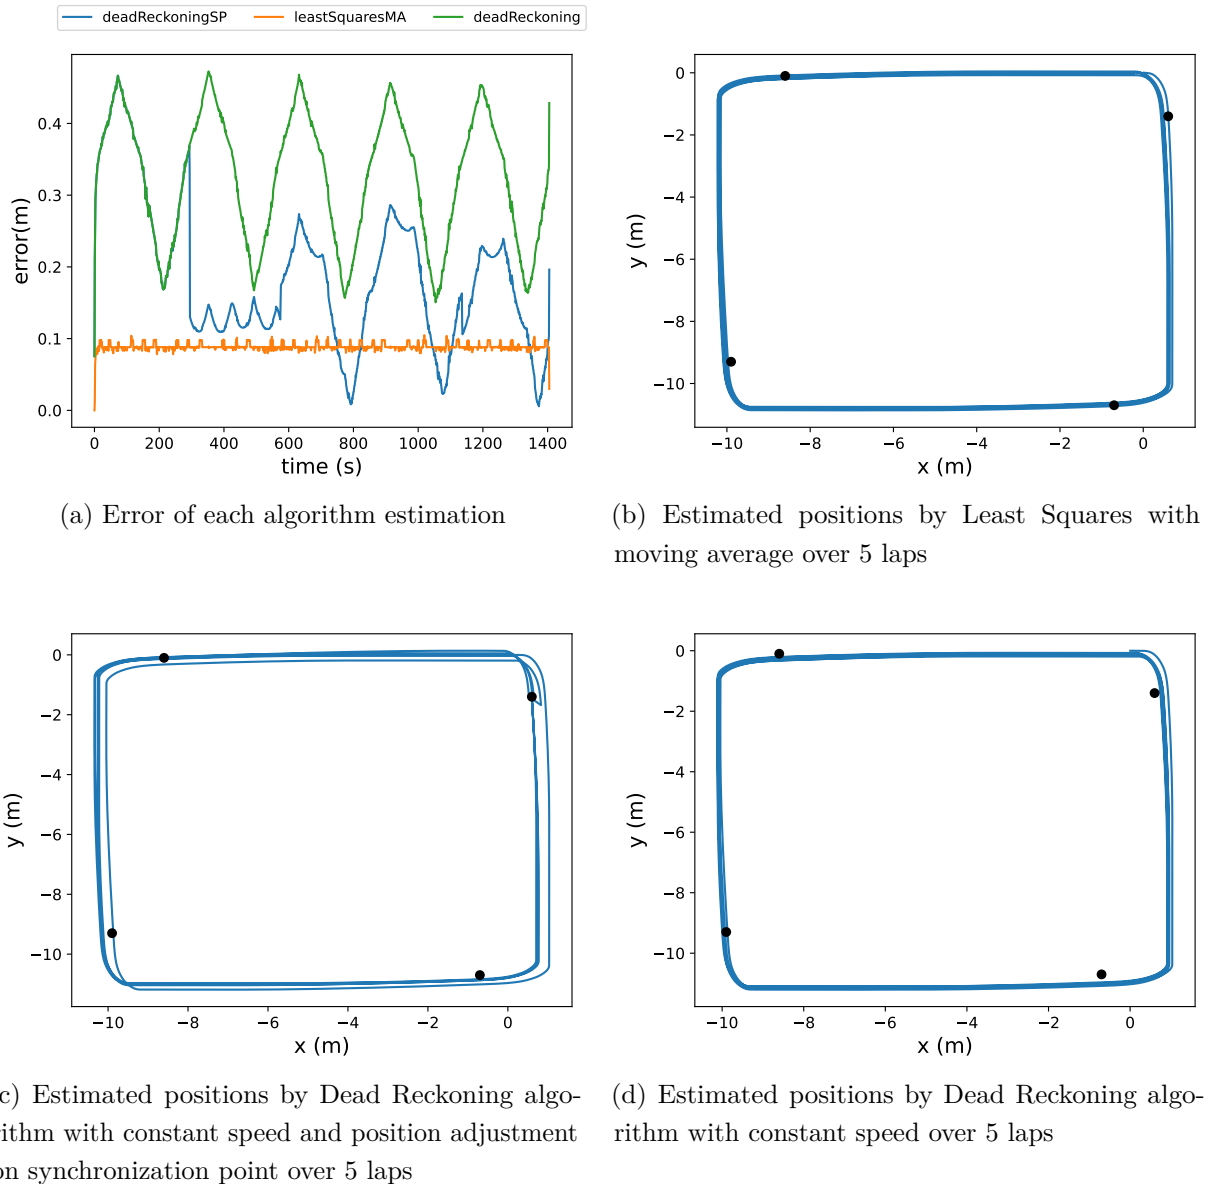 deadReckoningSP leastSquaresMA deadReckoning
0.4
0.3
0.2
0.1
0.0
error(m)
0 200 400 600 800 1000 1200 1400
time (s)
(a) Error of each algorithm estimation
0
−2
−4
−6
−8
−10
y (m)
−10 −8 −6 −4 −2 0
x (m)
(b) Estimated positions by Least Squares with
moving average over 5 laps
0
−2
−4
−6
−8
−10
y (m)
−10 −8 −6 −4 −2 0
x (m)
c) Estimated positions by Dead Reckoning algo-
ithm with constant speed and position adjustment
on synchronization point over 5 laps
0
−2
−4
−6
−8
−10
y (m)
−10 −8 −6 −4 −2 0
x (m)
(d) Estimated positions by Dead Reckoning algo-
rithm with constant speed over 5 laps